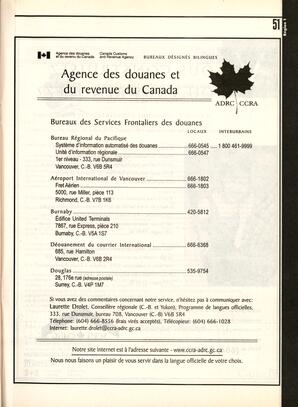 51
Région 1
Agence des douanes et du revenu du Canada
Canada Customs and Revenue Agency
BUREAUX DÉSIGNÉS BILINGUES
Agence des douanes et
du revenu du Canada
ADRC CCRA
Bureaux des Services Frontaliers des douanes
LOCAUX INTERURBAINS
Bureau Régional du Pacifique
Système d'information automatisé des douanes 666-0545 1 800 461-9999
Unité d'information régionale 666-0547
1er niveau - 333, rue Dunsmuir
Vancouver, C.-B. V6B 5R4
Aéroport International de Vancouver 666-1802
Fret Aérien 666-1803
5000, rue Miller, pièce 113
Richmond, C.-B. V7B 1K6
Burnaby 420-5812
Édifice United Terminals
7867, rue Express, pièce 210
Burnaby, C.-B. V5A 1S7
Dédouanement du courrier International 666-6368
685, rue Hamilton
Vancouver, C.-B. V6B 2R4
Douglas 535-9754
28, 176e rue (adresse postale)
Surrey, C.-B. V4P 1M7
Si vous avez des commentaires concernant notre service, n'hésitez pas à communiquer avec:
Laurette Drolet, Conseillère régionale (C.-B. et Yukon), Programme de langues officielles,
333, rue Dunsmuir, bureau 708, Vancouver (C.-B) V6B 5R4
Téléphone: (604) 666-8556 (frais virés acceptés), Télécopieur: (604) 666-1028
Internet: laurette.drolet@ccra-adrc.gc.ca
Notre site internet est à l'adresse suivante - www.ccra-adrc.gc.ca
Nous nous faisons un plaisir de vous servir dans la langue officielle de votre choix.